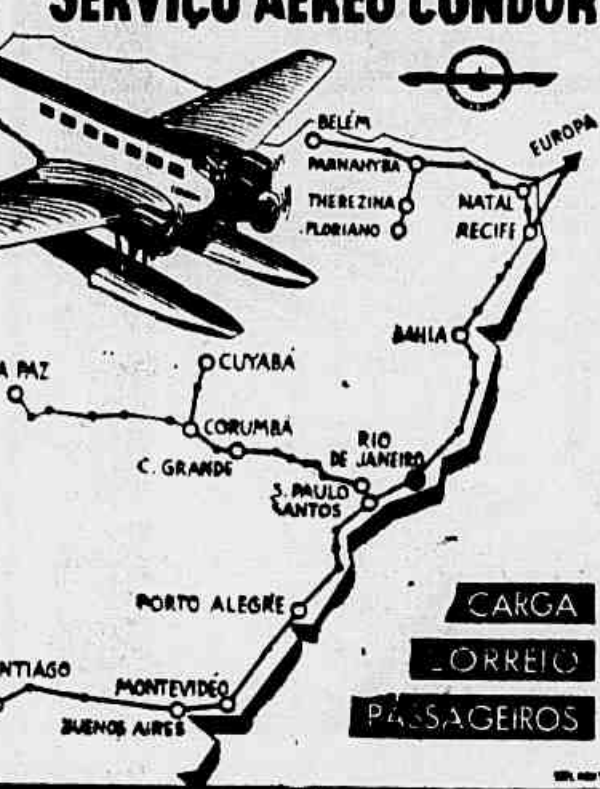 SERVIÇO AEREO CONDOR
BELÉM
EUROPA
PARNAHYBA
THEREZINA
NATAL
FLORIANO
RECIFE
BAHIA
A PAZ
CUYABÁ
CORUMBÁ
C. GRANDE
RIO
DE JANEIRO
S. PAULO
SANTOS
PORTO ALEGRE
CARGA
CORREIO
NTIAGO
MONTEVIDÉO
PASSAGEIROS
BUENOS AIRES